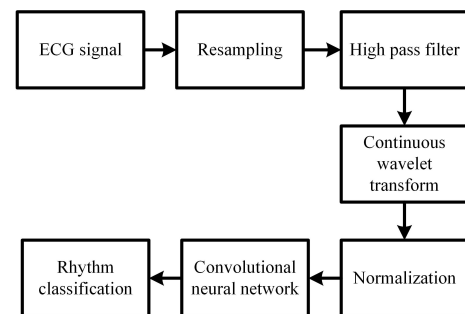 ECG signal
Resampling
High pass filter
Continuous
wavelet
transform
Normalization
Convolutional
neural network
Rhythm
classification